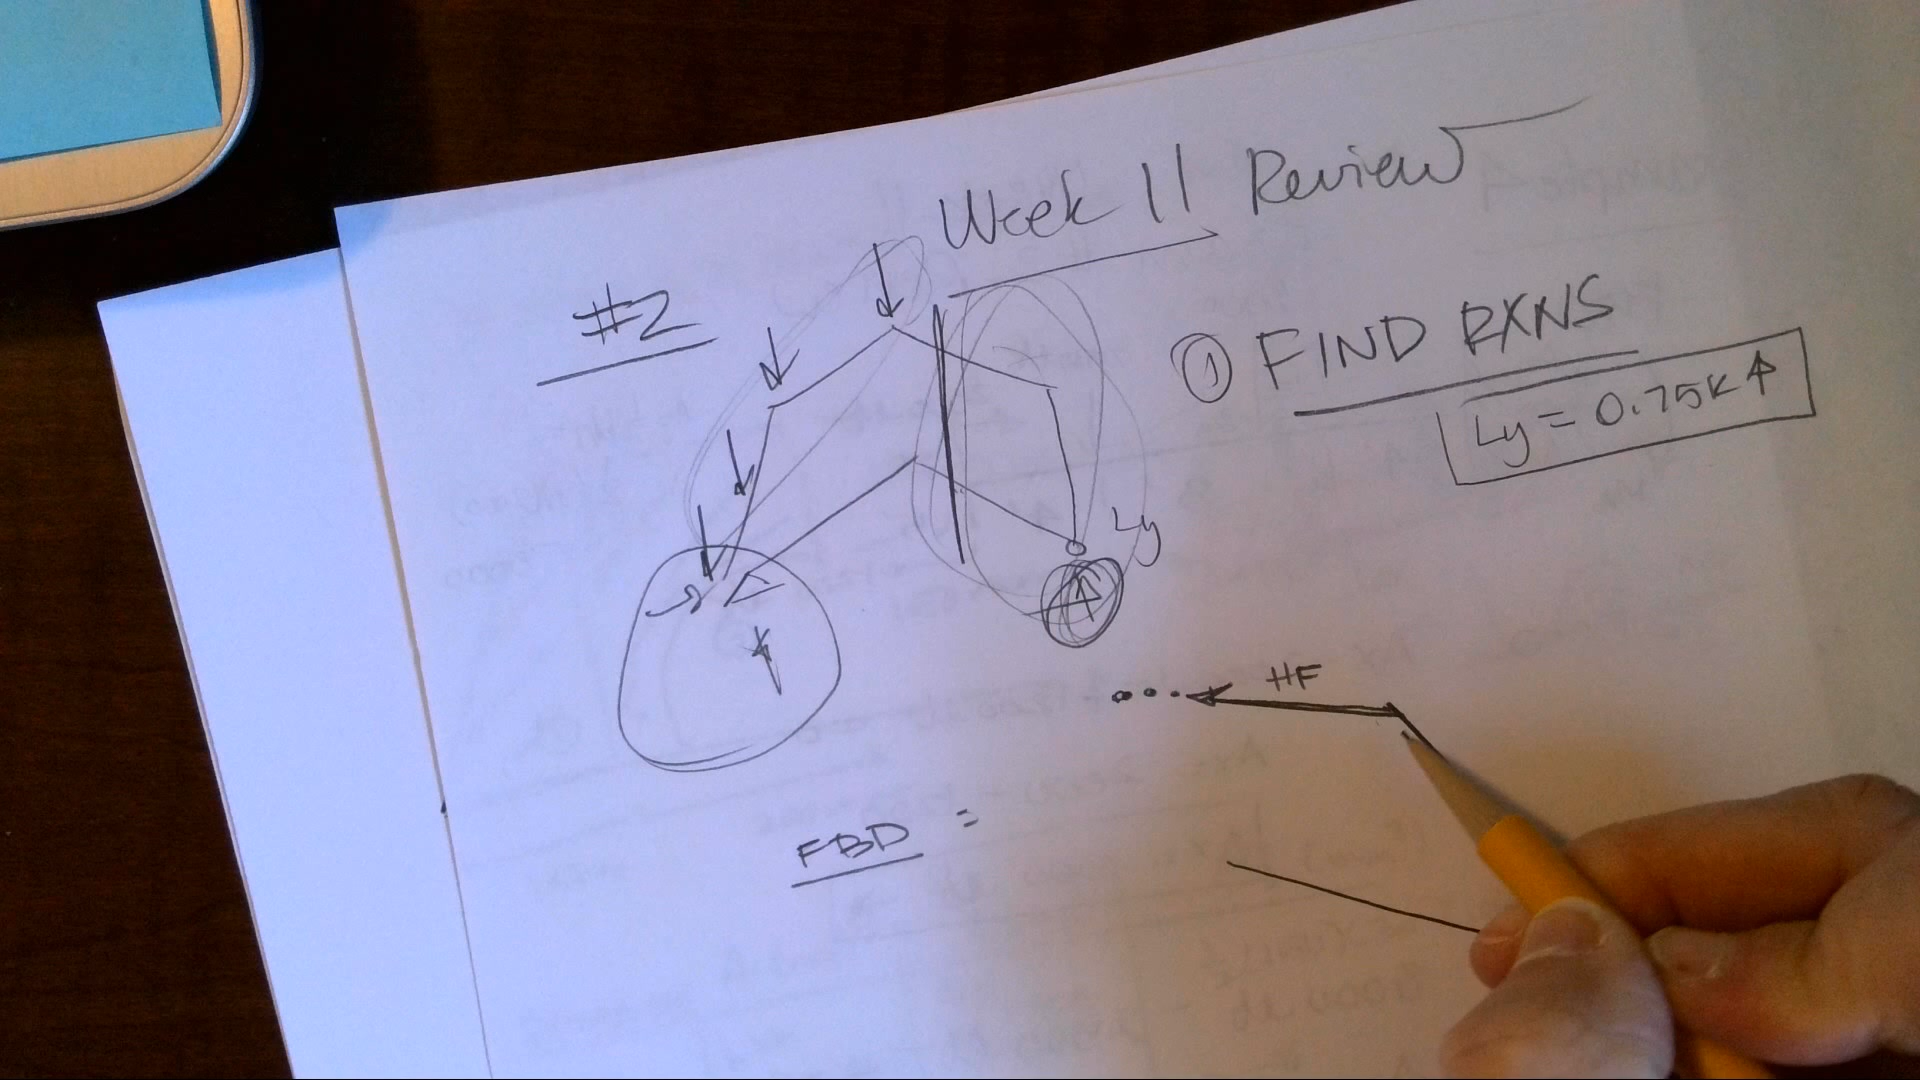 Week 11 Review
#2
① FIND RXNS
Ly = 0.75K ↑
Ly
HF
FBD =